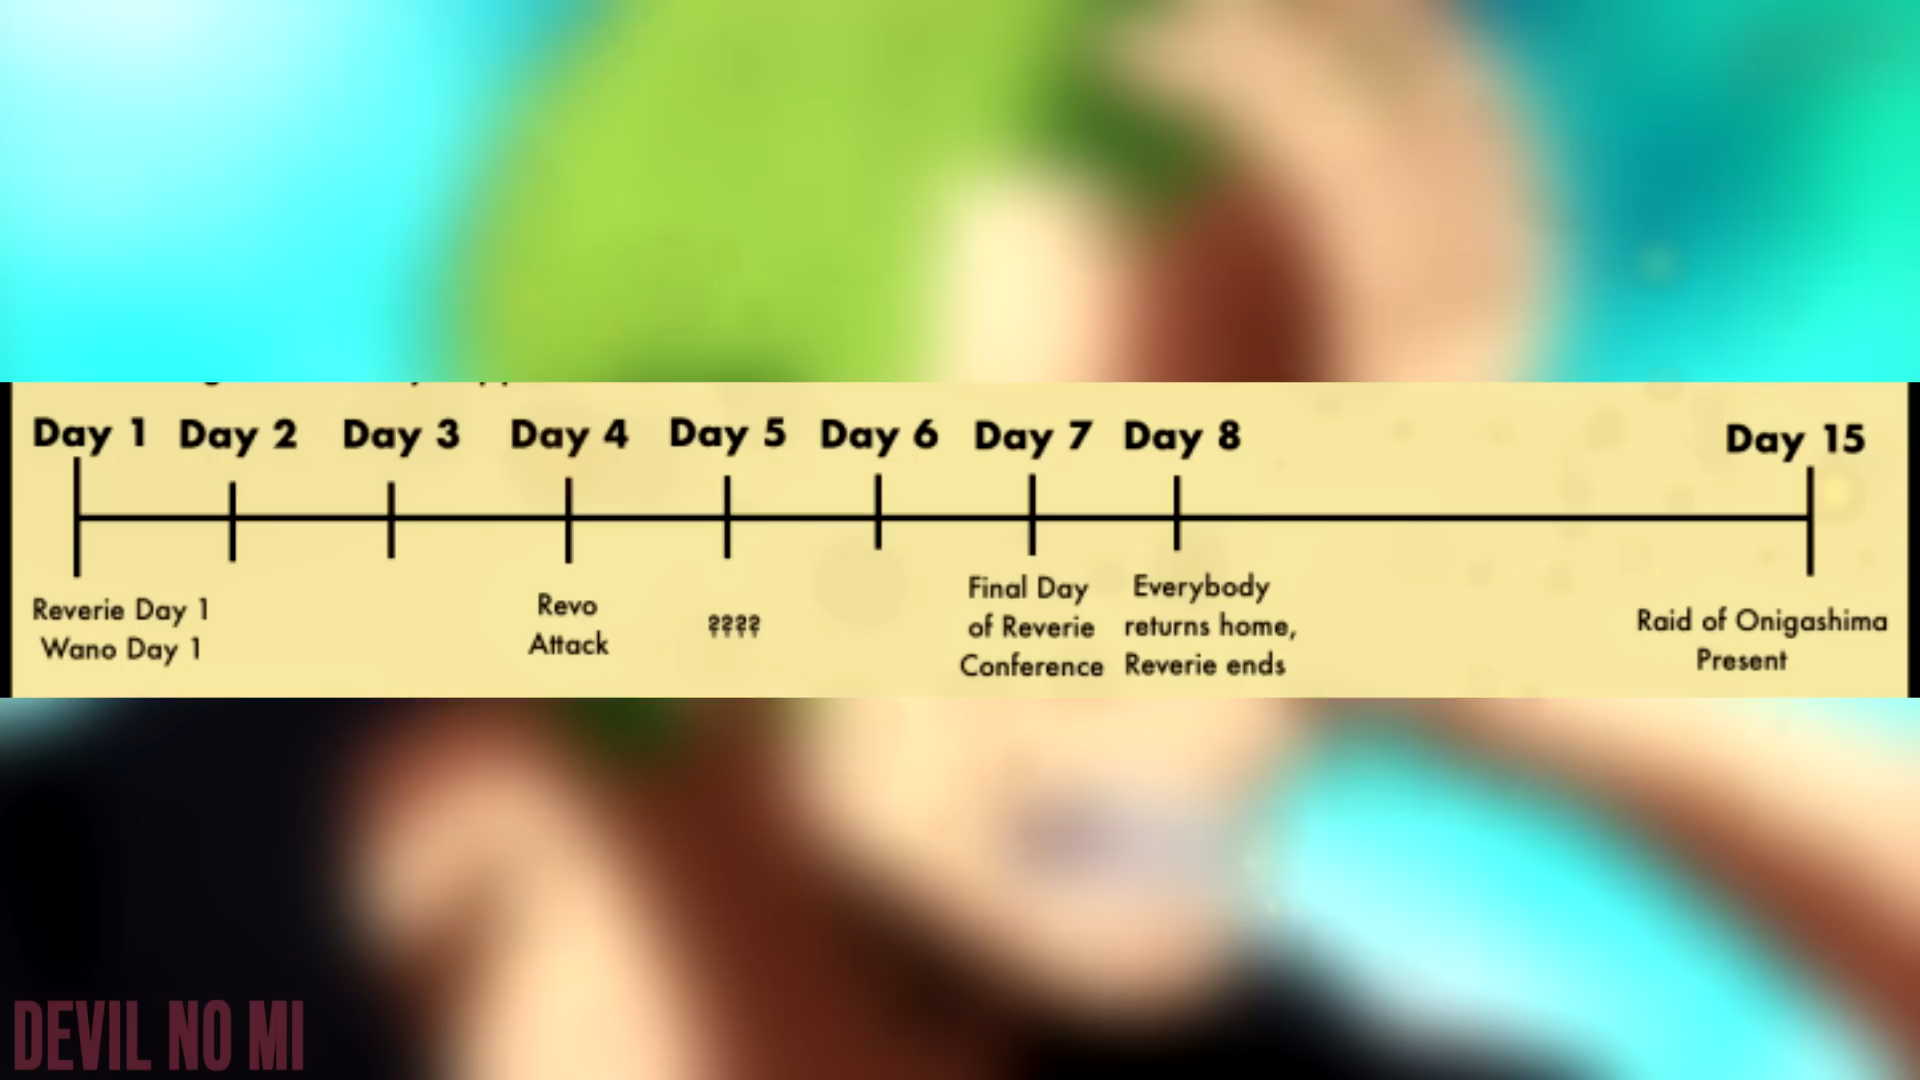 Day 1 Day 2 Day 3 Day 4 Day 5 Day 6 Day 7 Day 8 Day 15
Reverie Day 1
Wano Day 1
Revo
Attack
????
Final Day
of Reverie
Conference
Everybody
returns home,
Reverie ends
Raid of Onigashima
Present
DEVIL NO MI